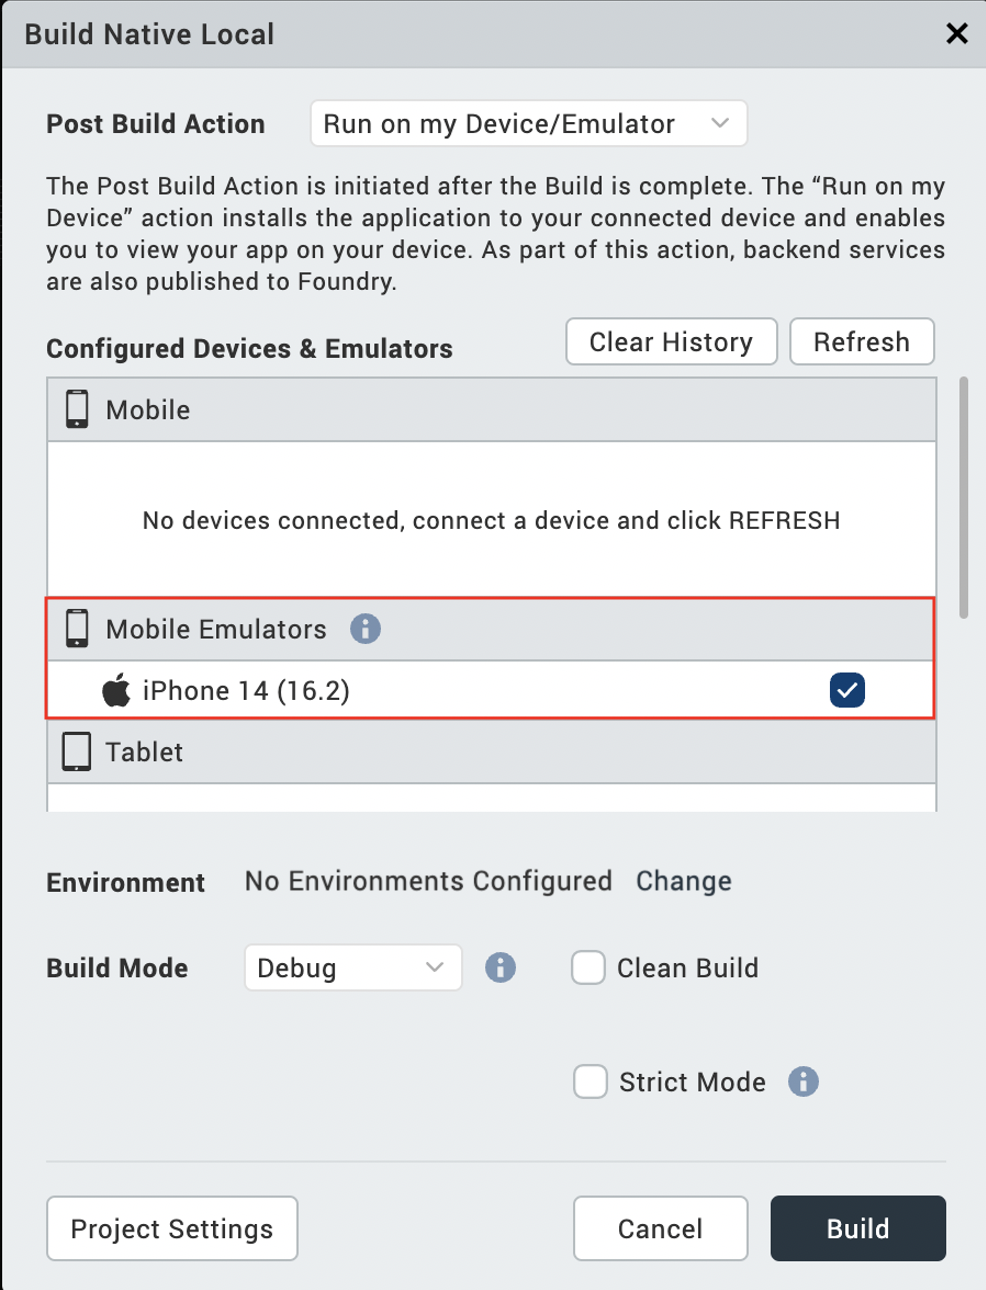 Build Native Local
Post Build Action
Run on my Device/Emulator
The Post Build Action is initiated after the Build is complete. The “Run on my
Device” action installs the application to your connected device and enables
you to view your app on your device. As part of this action, backend services
are also published to Foundry.
Configured Devices & Emulators
Clear History
Refresh
Mobile
No devices connected, connect a device and click REFRESH
Mobile Emulators
iPhone 14 (16.2)
Tablet
Environment
No Environments Configured
Change
Build Mode
Debug
Clean Build
Strict Mode
Project Settings
Cancel
Build